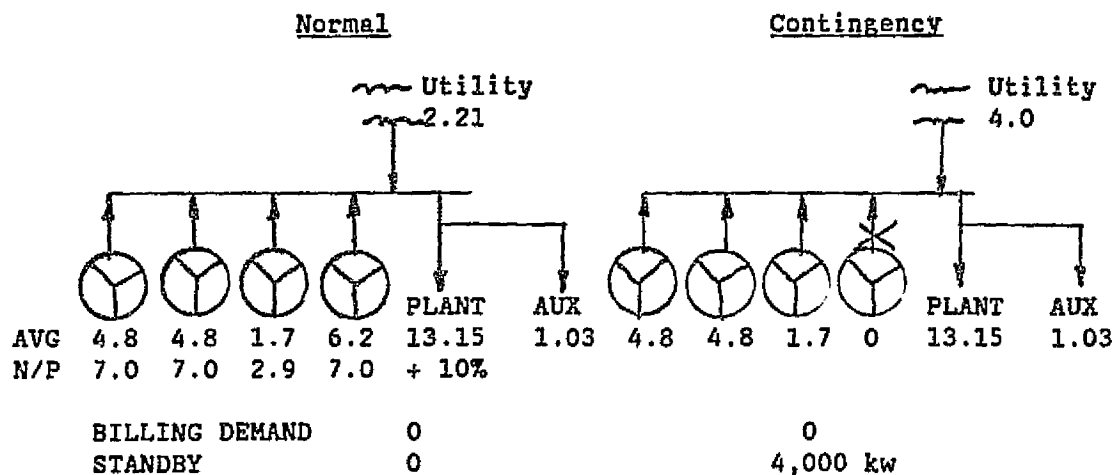 Normal Contingency
Utility Utility
2.21 4.0
PLANT AUX PLANT AUX
AVG 4.8 4.8 1.7 6.2 13.15 1.03 4.8 4.8 1.7 0 13.15 1.03
N/P 7.0 7.0 2.9 7.0 + 10%
BILLING DEMAND 0 0
STANDBY 0 4,000 kw